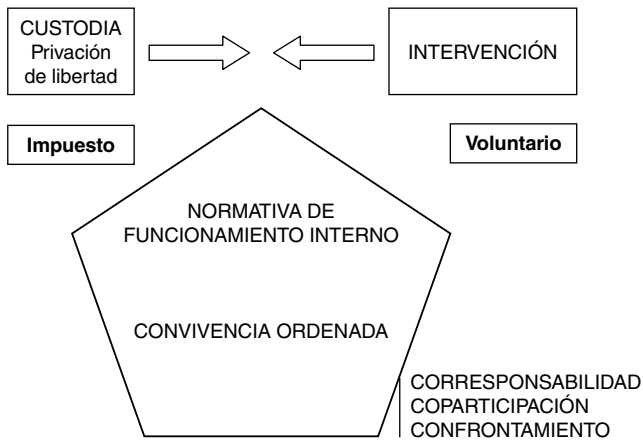 CUSTODIA
Privación
de libertad
INTERVENCIÓN
Impuesto
Voluntario
NORMATIVA DE
FUNCIONAMIENTO INTERNO
CONVIVENCIA ORDENADA
CORRESPONSABILIDAD
COPARTICIPACIÓN
CONFRONTAMIENTO